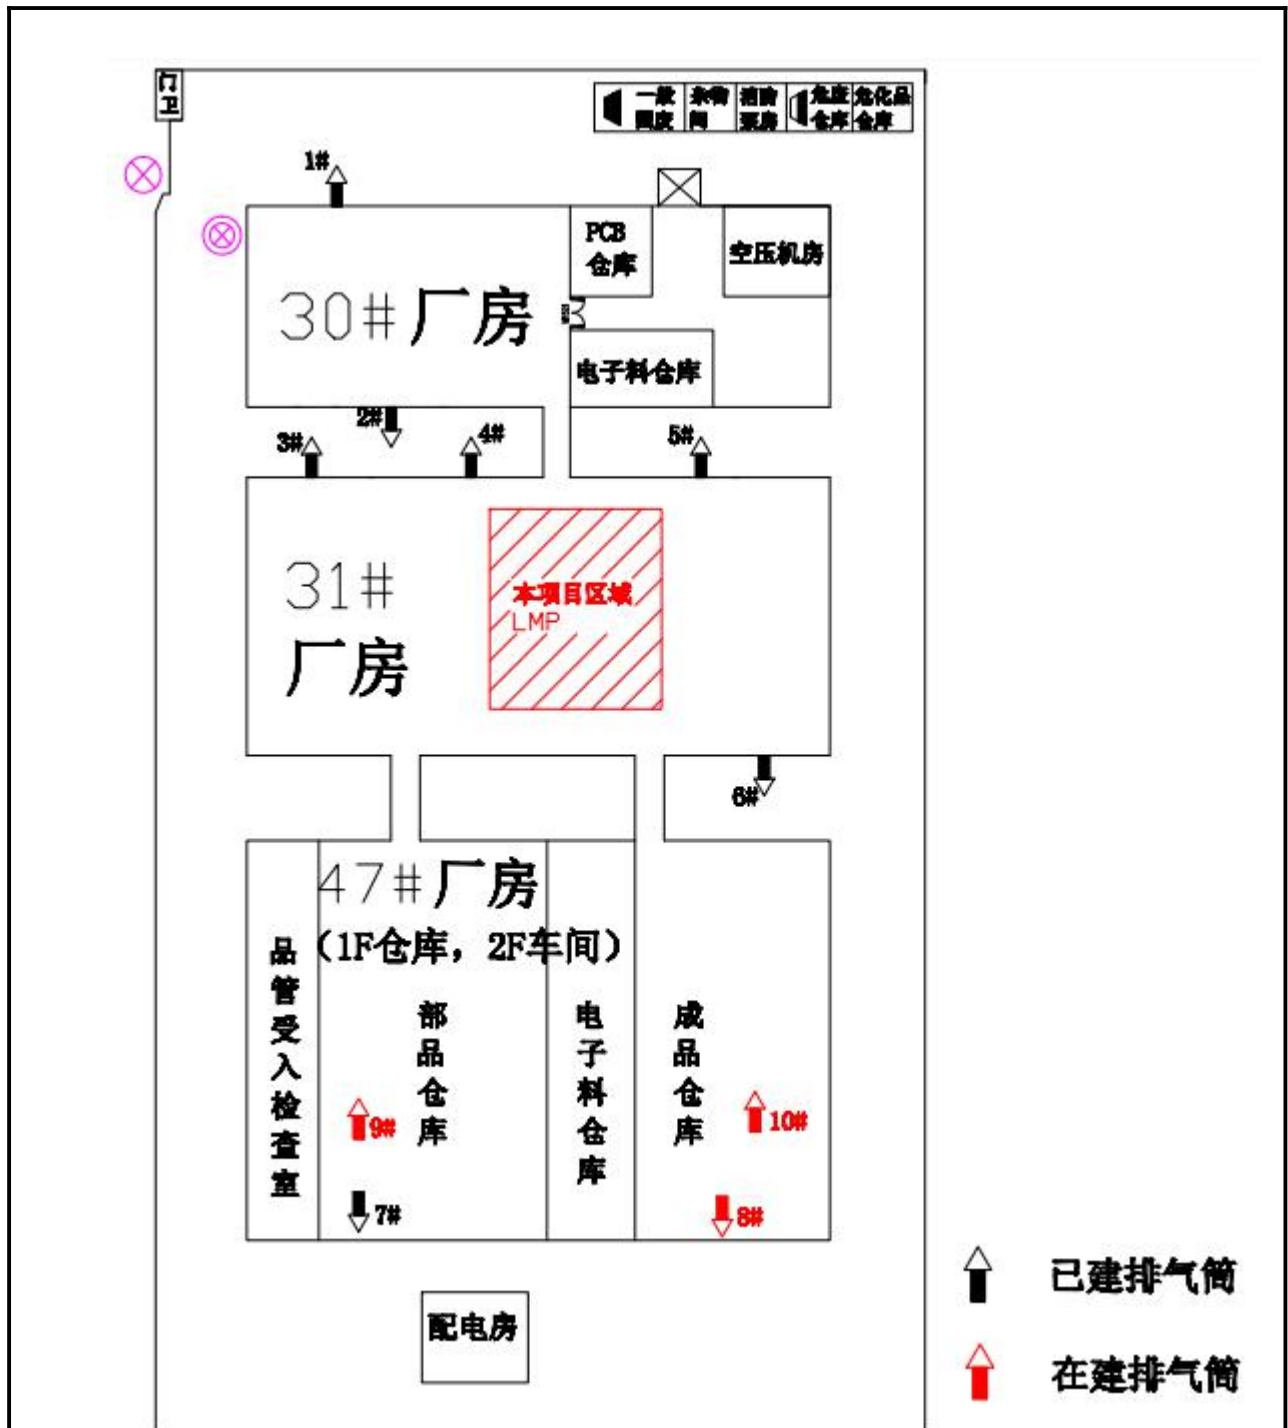 门
卫
一般
固废
杂物
间
消防
泵房
危废
仓库
危化品
仓库
1#
PCB
仓库
空压机房
30#厂房
电子料仓库
2#
3#
4#
5#
31#
厂房
本项目区域
LMP
6#
47#厂房
(1F仓库，2F车间)
品管受入检查室
部品仓库
电子料仓库
成品仓库
9#
10#
7#
8#
配电房
已建排气筒
在建排气筒